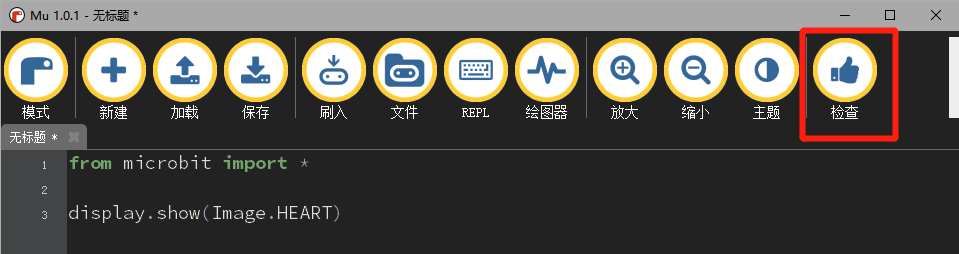 Mu 1.0.1 - 无标题 *
模式 新建 加载 保存 刷入 文件 REPL 绘图器 放大 缩小 主题 检查
无标题 *
1 from microbit import *
2
3 display.show(Image.HEART)